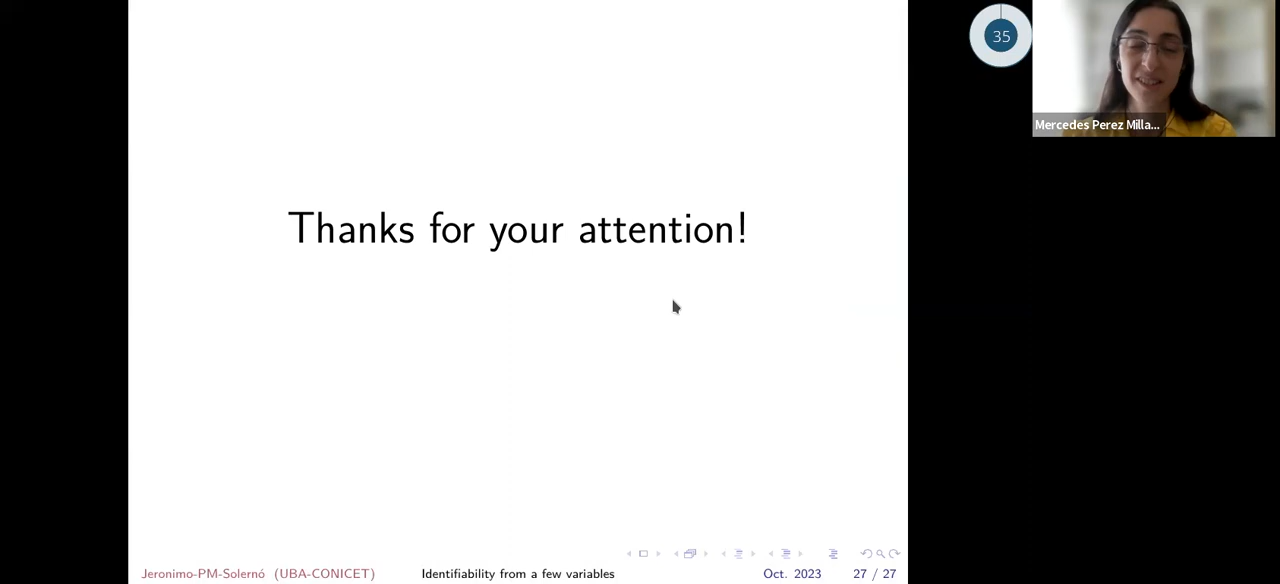 35
Mercedes Perez Milla...
Thanks for your attention!
Jeronimo-PM-Solernó (UBA-CONICET) Identifiability from a few variables Oct. 2023 27 / 27